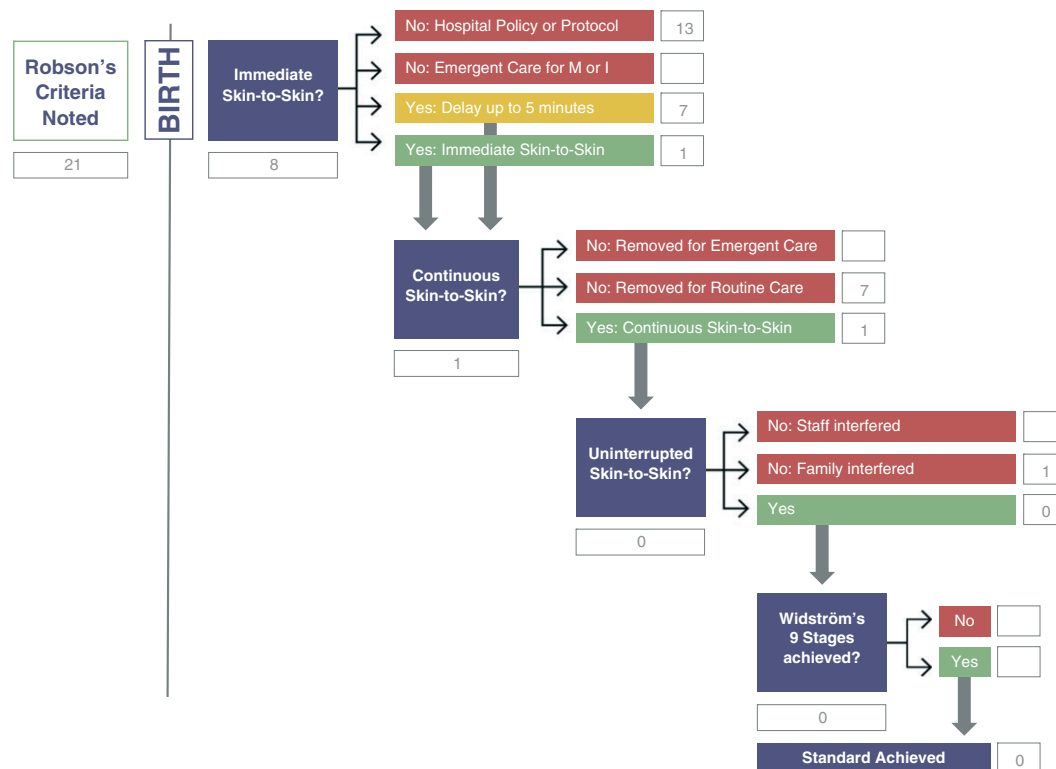 Robson's
Criteria
Noted
21
BIRTH
Immediate
Skin-to-Skin?
8
No: Hospital Policy or Protocol
13
No: Emergent Care for M or I
Yes: Delay up to 5 minutes
7
Yes: Immediate Skin-to-Skin
1
Continuous
Skin-to-Skin?
1
No: Removed for Emergent Care
No: Removed for Routine Care
7
Yes: Continuous Skin-to-Skin
1
Uninterrupted
Skin-to-Skin?
0
No: Staff interfered
No: Family interfered
1
Yes
0
Widström's
9 Stages
achieved?
0
No
Yes
Standard Achieved
0